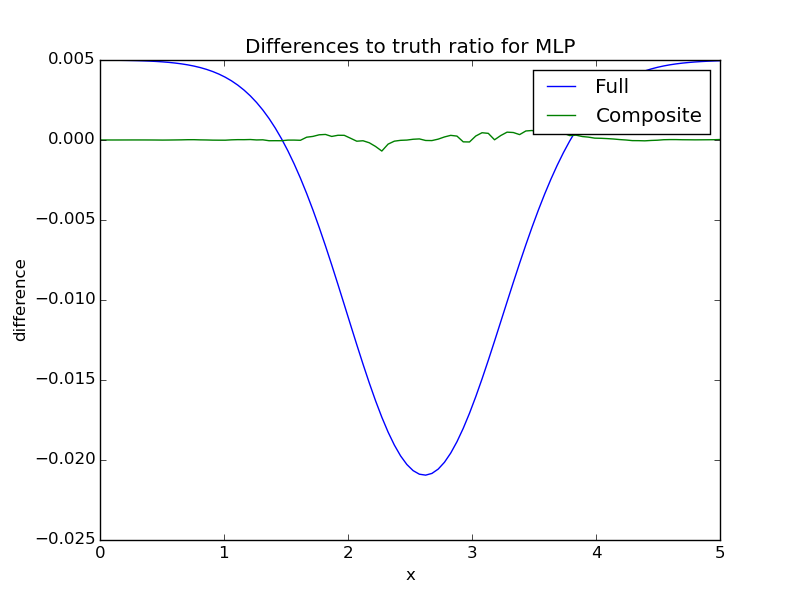 Differences to truth ratio for MLP
Full
Composite
0.005
0.000
−0.005
−0.010
−0.015
−0.020
−0.025
difference
0 1 2 3 4 5
x